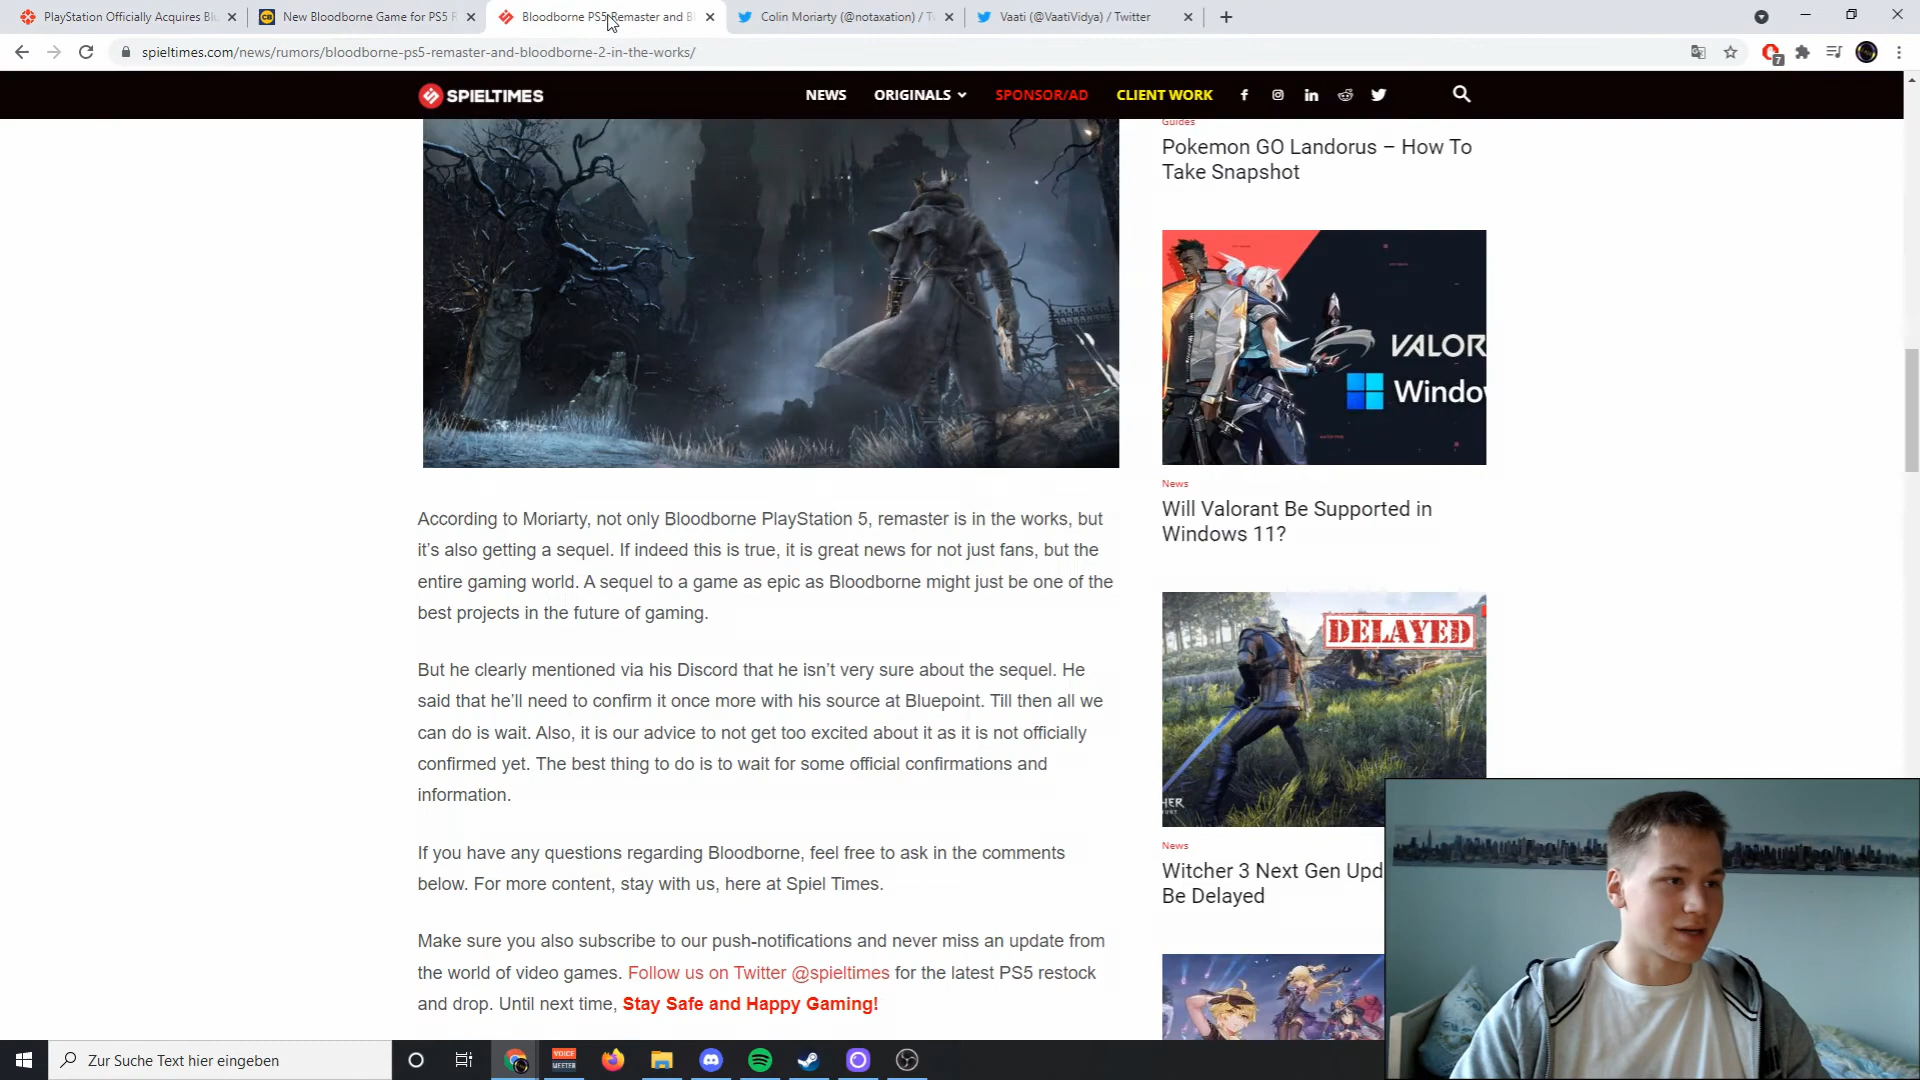 PlayStation Officially Acquires Blu
New Bloodborne Game for PS5 R
Bloodborne PS5 Remaster and Bl
Colin Moriarty (@notaxation) / Tw
Vaati (@VaatiVidya) / Twitter
spieltimes.com/news/rumors/bloodborne-ps5-remaster-and-bloodborne-2-in-the-works/
7
SPIELTIMES
NEWS
ORIGINALS
SPONSOR/AD
CLIENT WORK
Guides
Pokemon GO Landorus – How To
Take Snapshot
VALOR
Window
News
Will Valorant Be Supported in
Windows 11?
According to Moriarty, not only Bloodborne PlayStation 5, remaster is in the works, but
it's also getting a sequel. If indeed this is true, it is great news for not just fans, but the
entire gaming world. A sequel to a game as epic as Bloodborne might just be one of the
best projects in the future of gaming.
But he clearly mentioned via his Discord that he isn't very sure about the sequel. He
said that he'll need to confirm it once more with his source at Bluepoint. Till then all we
can do is wait. Also, it is our advice to not get too excited about it as it is not officially
confirmed yet. The best thing to do is to wait for some official confirmations and
information.
If you have any questions regarding Bloodborne, feel free to ask in the comments
below. For more content, stay with us, here at Spiel Times.
Make sure you also subscribe to our push-notifications and never miss an update from
the world of video games. Follow us on Twitter @spieltimes for the latest PS5 restock
and drop. Until next time, Stay Safe and Happy Gaming!
DELAYED
HER
News
Witcher 3 Next Gen Upd
Be Delayed
Zur Suche Text hier eingeben
VOICE
MEETER